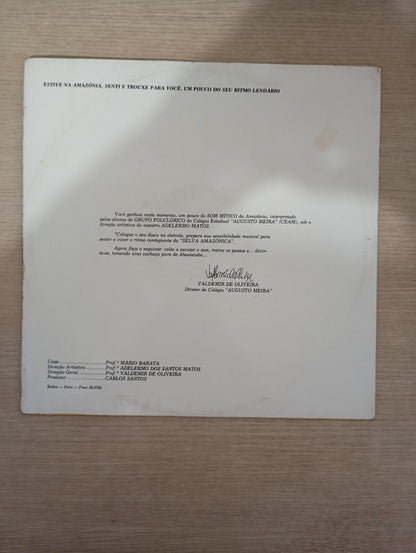 ESTIVE NA AMAZÔNIA, SENTI E TROUXE PARA VOCÊ, UM POUCO DO SEU RITMO LENDÁRIO
Você ganhou neste momento, um pouco do SOM MÍTICO da Amazônia, interpretado
pelos alunos do GRUPO FOLCLÓRICO do Colégio Estadual "AUGUSTO MEIRA" (CEAM), sob a
direção artística do maestro ADELERMO MATOS.
"Coloque o seu disco na eletrola, prepare sua sensibilidade musical para
sentir e viver o ritmo contagiante da "SELVA AMAZÔNICA".
Agora faça o seguinte: volte a escutar o som, treine os passos e... divirta-
se, tomando uma cachaça pura de Abaetetuba...
VALDEMIR DE OLIVEIRA
Diretor do Colégio "AUGUSTO MEIRA"
Capa Prof.º MÁRIO BARATA
Direção Artística Prof.º ADELERMO DOS SANTOS MATOS
Direção Geral Prof.º VALDEMIR DE OLIVEIRA
Produtor CARLOS SANTOS
Belém — Pará — Fone